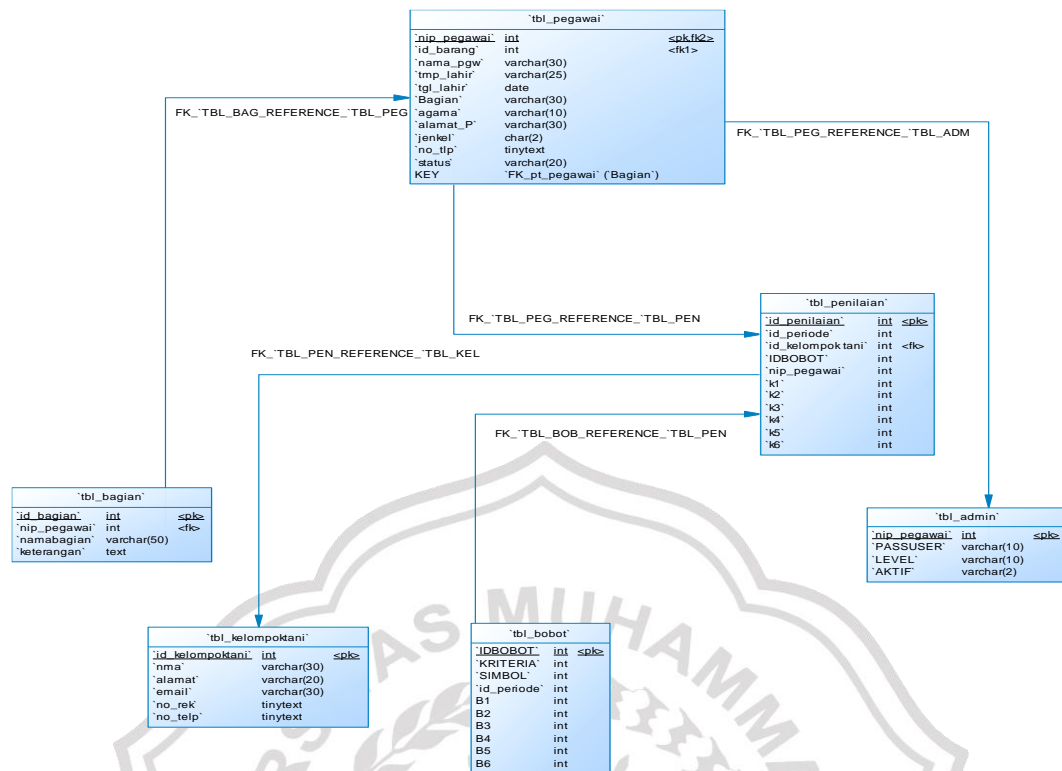 `tbl_pegawai`
`nip_pegawai` int <pk,fk2>
`id_barang` int <fk1>
`nama_pgw` varchar(30)
`tmp_lahir` varchar(25)
`tgl_lahir` date
`Bagian` varchar(30)
`agama` varchar(10)
`alamat_P` varchar(30)
`jenkel` char(2)
`no_tlp` tinytext
`status` varchar(20)
KEY `FK_pt_pegawai` (`Bagian`)
FK_`TBL_BAG_REFERENCE_`TBL_PEG
FK_`TBL_PEG_REFERENCE_`TBL_ADM
FK_`TBL_PEG_REFERENCE_`TBL_PEN
`tbl_penilaian`
`id_penilaian` int <pk>
`id_periode` int
`id_kelompoktani` int <fk>
`IDBOBOT` int
`nip_pegawai` int
`k1` int
`k2` int
`k3` int
`k4` int
`k5` int
`k6` int
FK_`TBL_PEN_REFERENCE_`TBL_KEL
FK_`TBL_BOB_REFERENCE_`TBL_PEN
`tbl_bagian`
`id_bagian` int <pk>
`nip_pegawai` int <fk>
`namabagian` varchar(50)
`keterangan` text
`tbl_admin`
`nip_pegawai` int <pk>
`PASSUSER` varchar(10)
`LEVEL` varchar(10)
`AKTIF` varchar(2)
`tbl_kelompoktani`
`id_kelompoktani` int <pk>
`nma` varchar(30)
`alamat` varchar(20)
`email` varchar(30)
`no_rek` tinytext
`no_telp` tinytext
`tbl_bobot`
`IDBOBOT` int <pk>
`KRITERIA` int
`SIMBOL` int
`id_periode` int
B1 int
B2 int
B3 int
B4 int
B5 int
B6 int